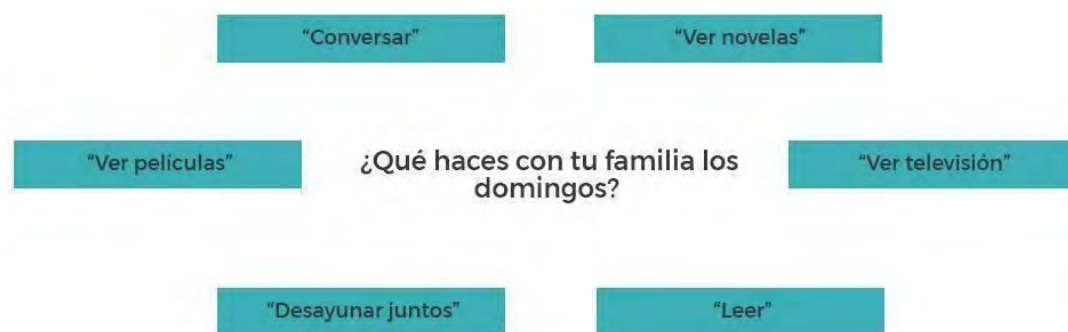 “Conversar”
“Ver novelas”
“Ver películas”
¿Qué haces con tu familia los
domingos?
“Ver televisión”
“Desayunar juntos”
“Leer”